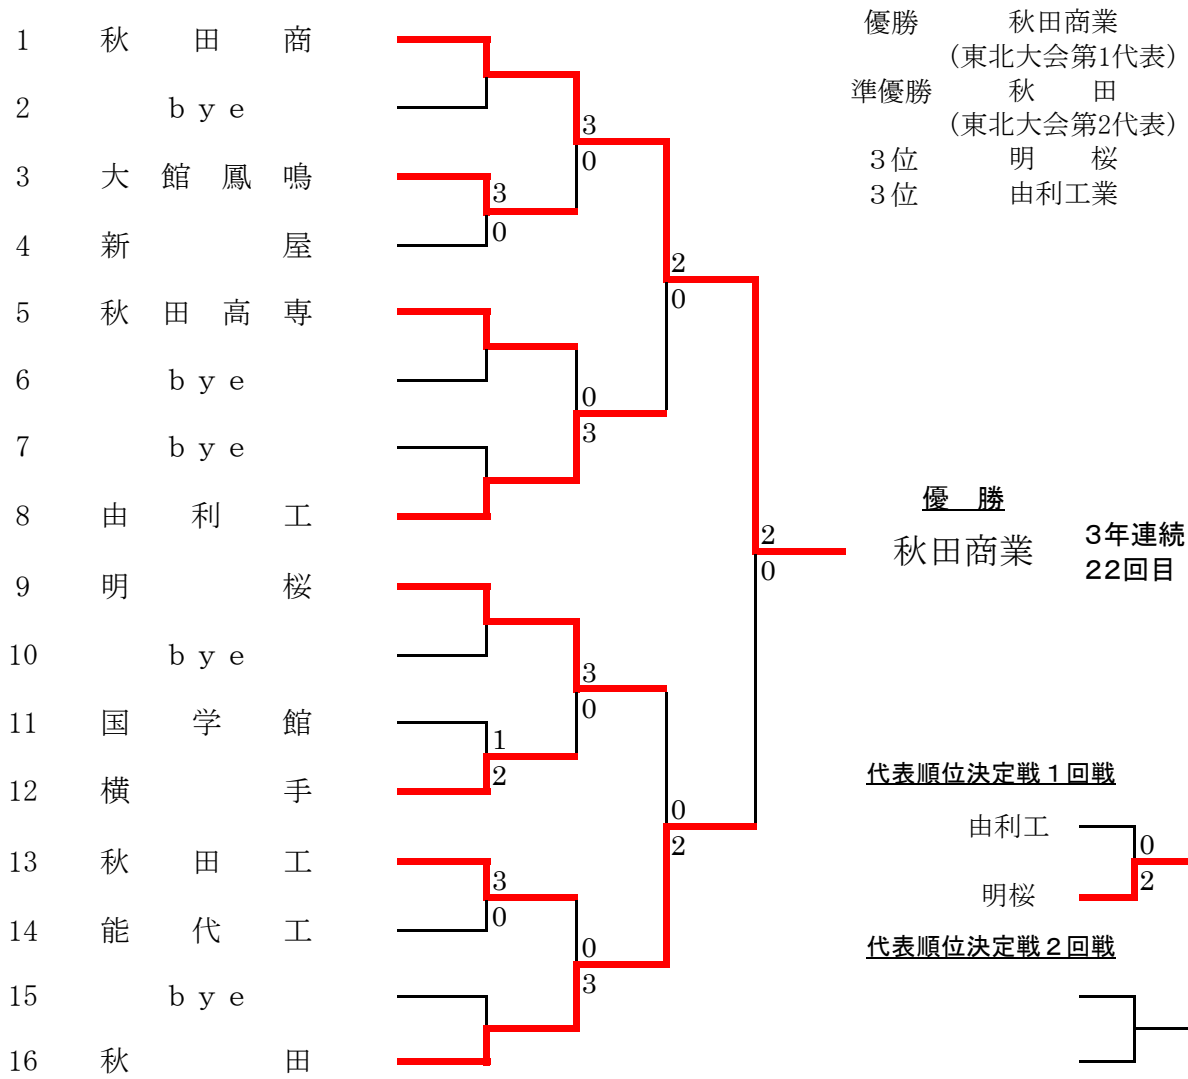 1 秋田商
2 ｂｙｅ
3 大館鳳鳴
4 新屋
5 秋田高専
6 ｂｙｅ
7 ｂｙｅ
8 由利工
9 明桜
10 ｂｙｅ
11 国学館
12 横手
13 秋田工
14 能代工
15 ｂｙｅ
16 秋田
3
0
3
0
0
3
3
0
1
2
3
0
0
3
2
0
0
2
2
0
優勝 秋田商業
(東北大会第1代表)
準優勝 秋田
(東北大会第2代表)
３位 明桜
３位 由利工業
優　勝
秋田商業
３年連続
２２回目
代表順位決定戦１回戦
由利工
0
2
明桜
代表順位決定戦２回戦